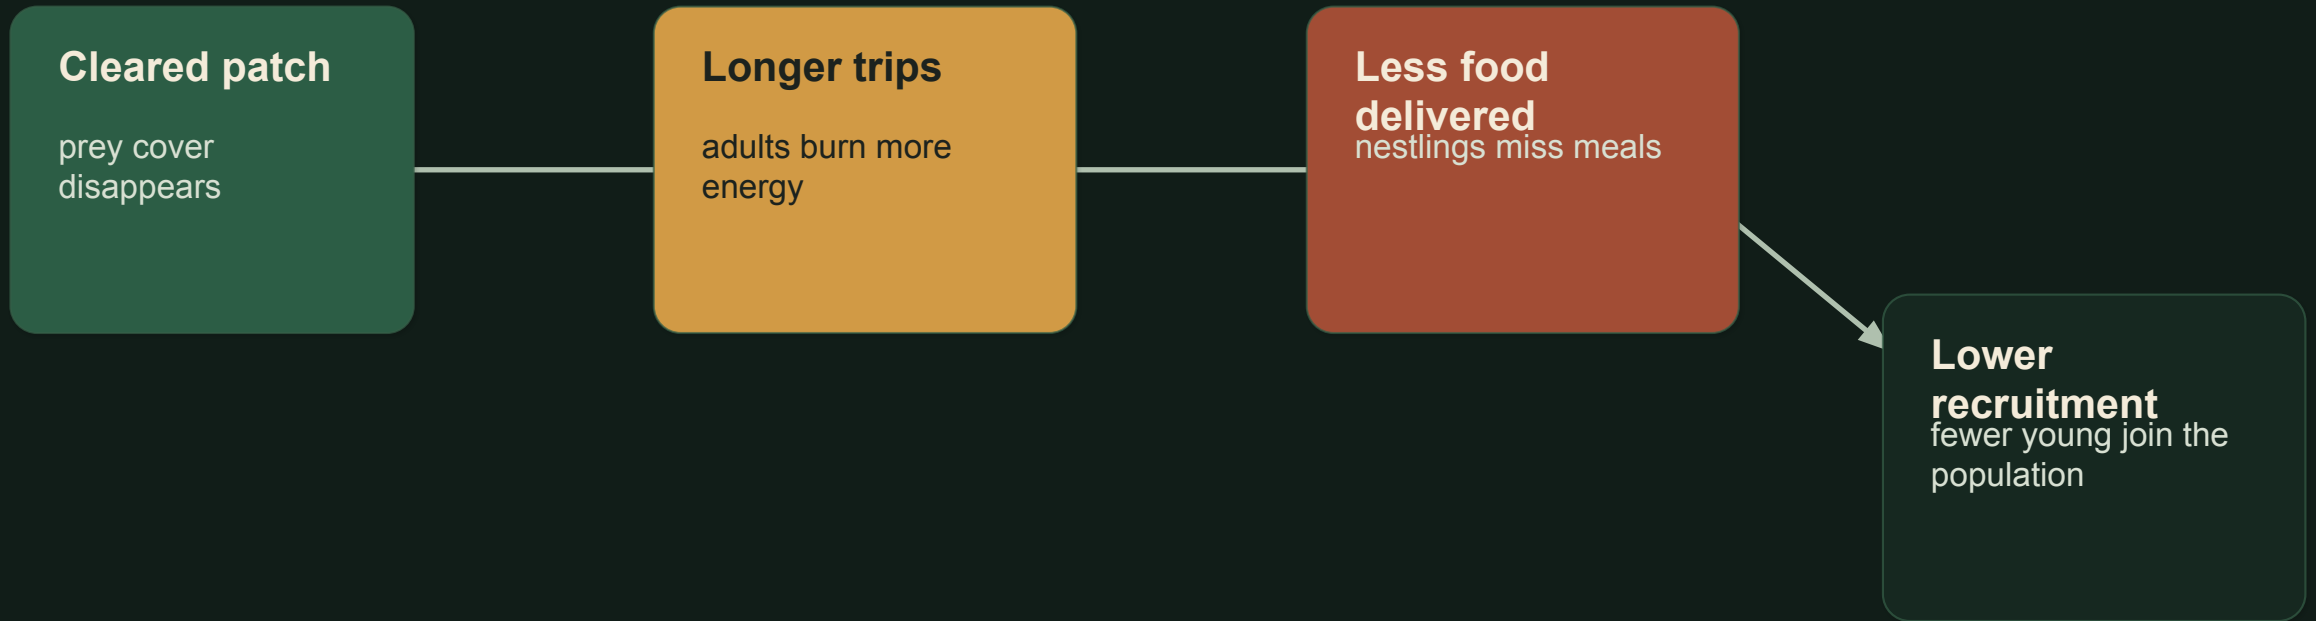 Cleared patch
prey cover
disappears
Longer trips
adults burn more
energy
Less food
delivered
nestlings miss meals
Lower
recruitment
fewer young join the
population